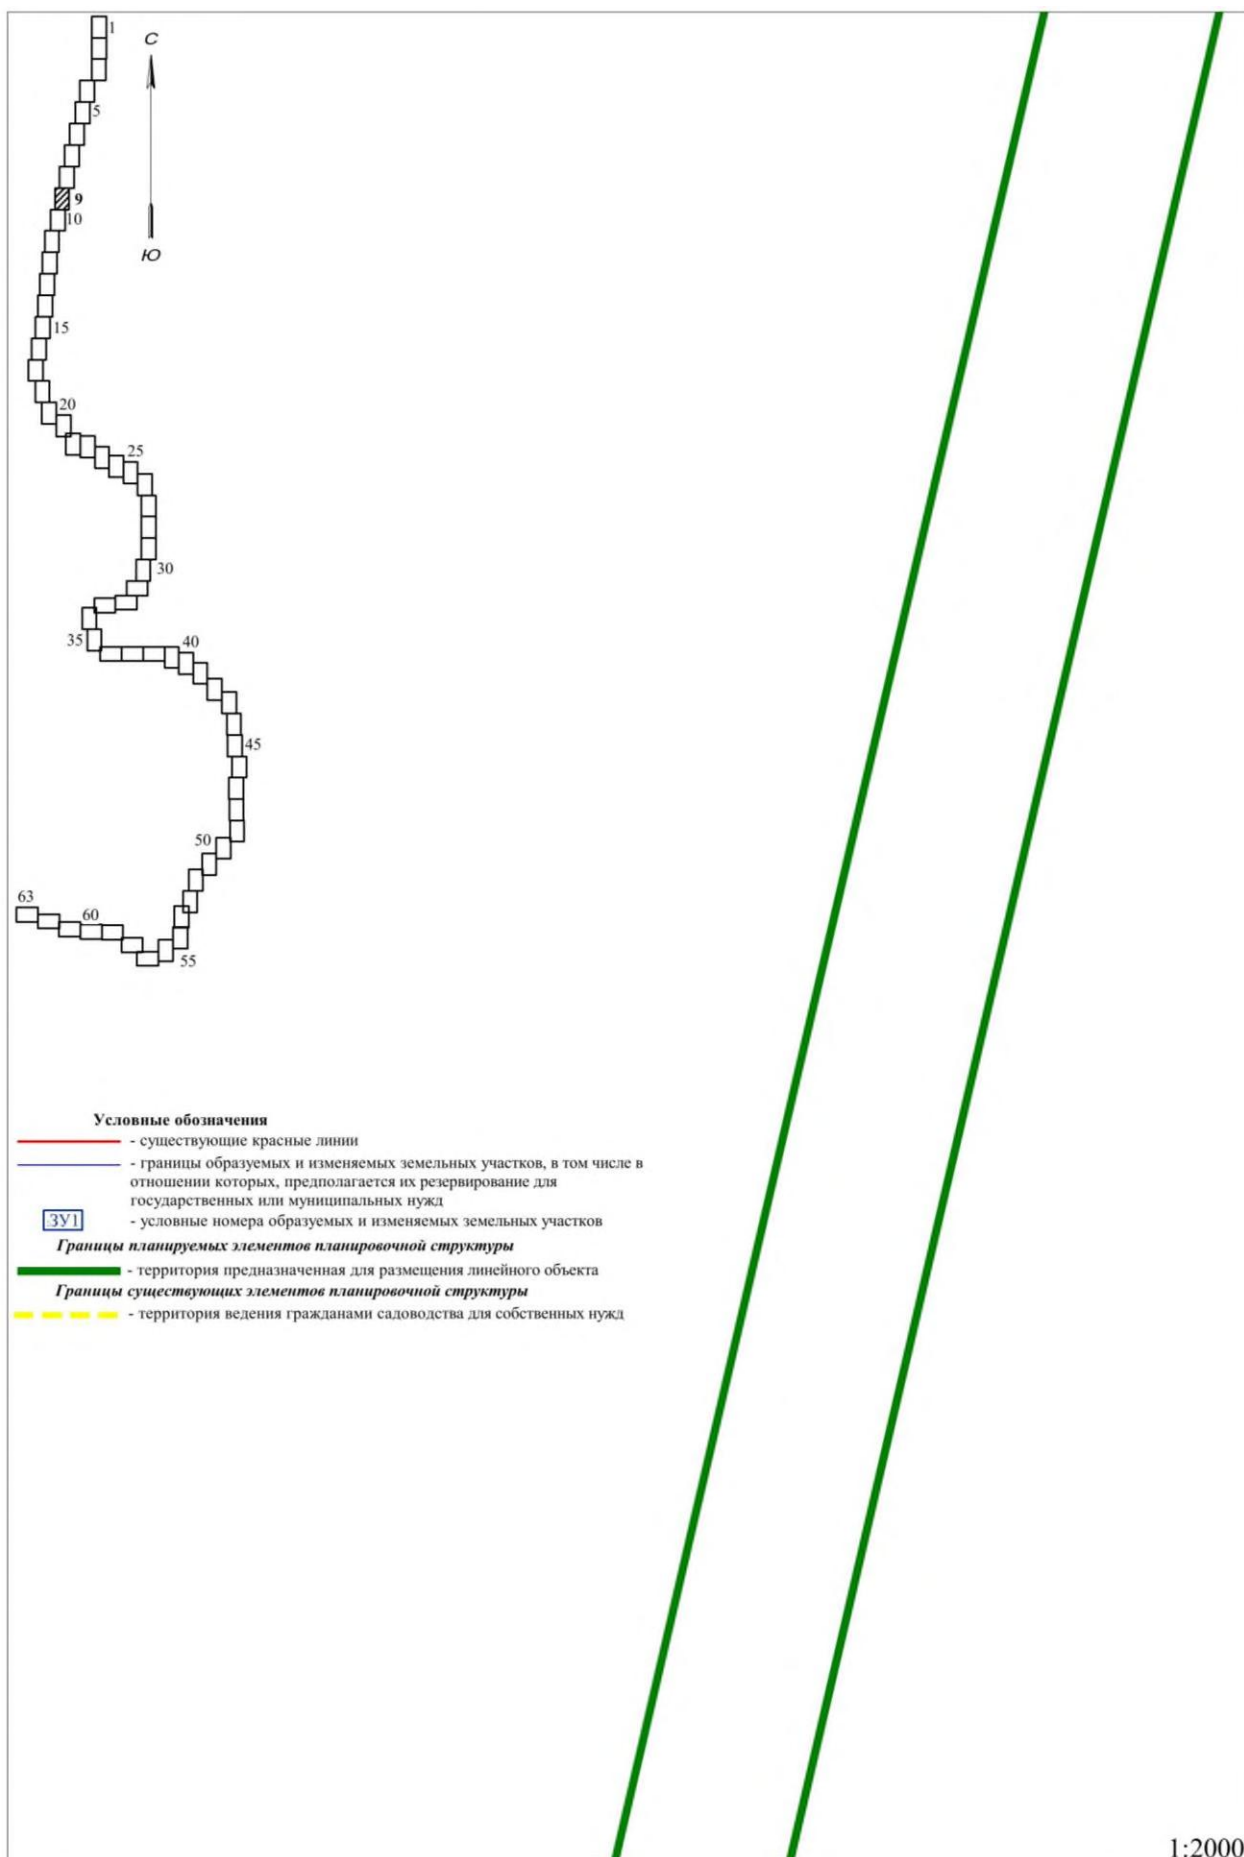 1
С
5
9
10
Ю
15
20
25
30
35
40
45
50
63
60
55
Условные обозначения
- существующие красные линии
- границы образуемых и изменяемых земельных участков, в том числе в
отношении которых, предполагается их резервирование для
государственных или муниципальных нужд
:ЗУ1 - условные номера образуемых и изменяемых земельных участков
Границы планируемых элементов планировочной структуры
- территория предназначенная для размещения линейного объекта
Границы существующих элементов планировочной структуры
- территория ведения гражданами садоводства для собственных нужд
1:2000